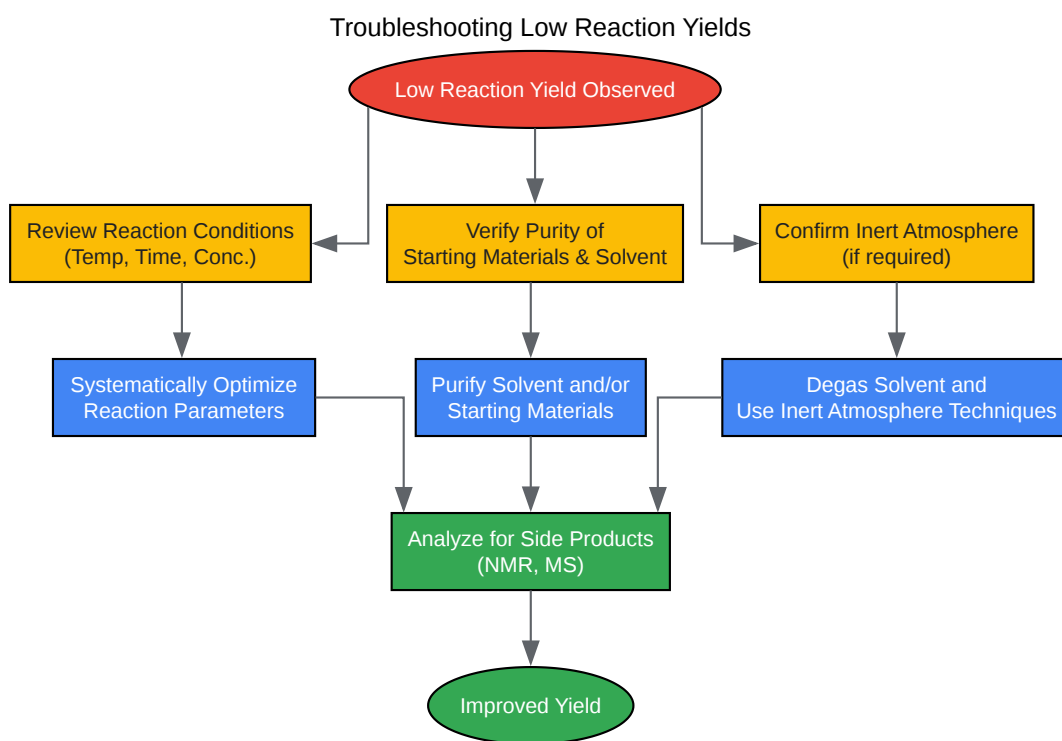 Troubleshooting Low Reaction Yields
Low Reaction Yield Observed
Review Reaction Conditions
(Temp, Time, Conc.)
Verify Purity of
Starting Materials & Solvent
Confirm Inert Atmosphere
(if required)
Systematically Optimize
Reaction Parameters
Purify Solvent and/or
Starting Materials
Degas Solvent and
Use Inert Atmosphere Techniques
Analyze for Side Products
(NMR, MS)
Improved Yield